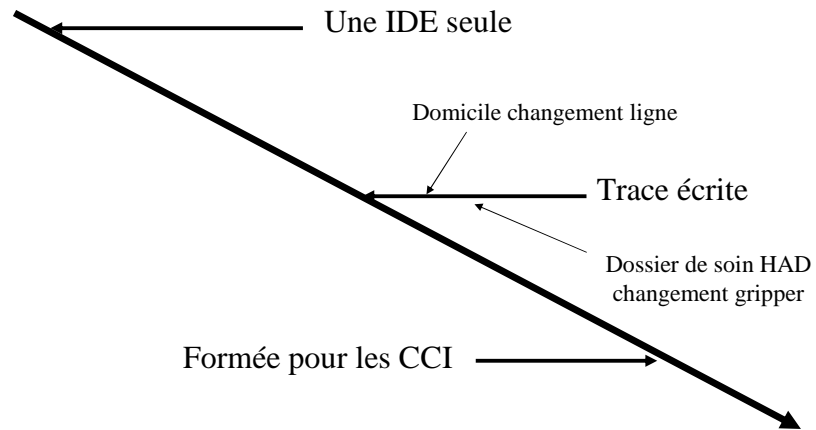 Une IDE seule
Domicile changement ligne
Trace écrite
Dossier de soin HAD
changement gripper
Formée pour les CCI